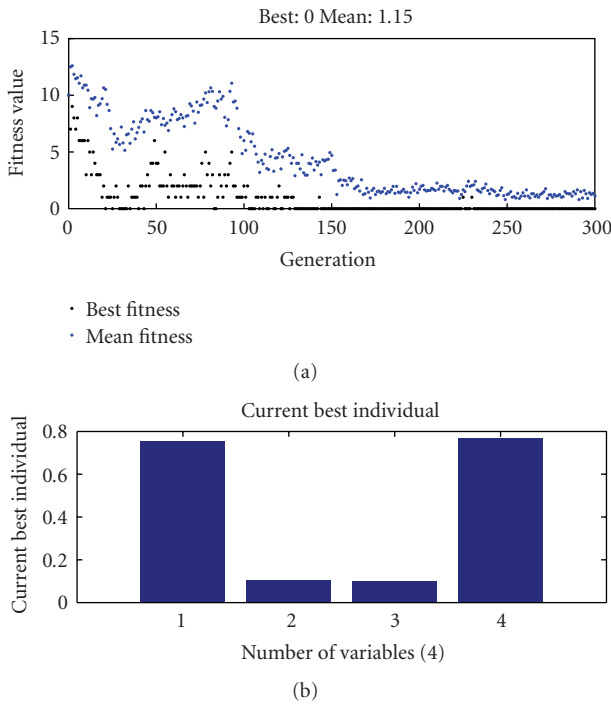 Best: 0 Mean: 1.15
15
10
5
0
Fitness value
0 50 100 150 200 250 300
Generation
Best fitness
Mean fitness
(a)
Current best individual
0.8
0.6
0.4
0.2
0
Current best individual
1 2 3 4
Number of variables (4)
(b)